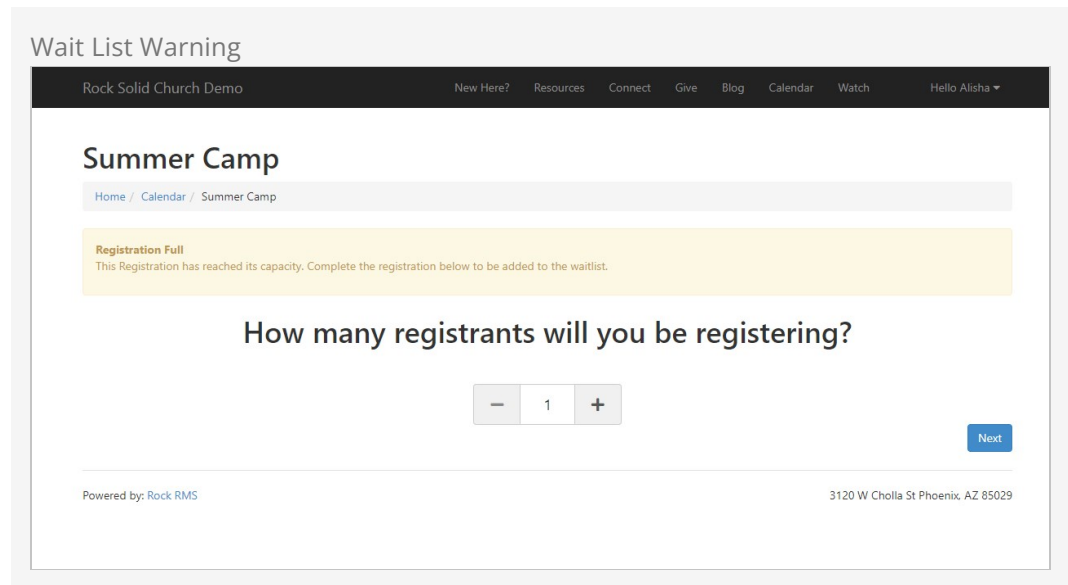 Wait List Warning
Rock Solid Church Demo New Here? Resources Connect Give Blog Calendar Watch Hello Alisha
Summer Camp
Home / Calendar / Summer Camp
Registration Full
This Registration has reached its capacity. Complete the registration below to be added to the waitlist.
How many registrants will you be registering?
− 1 +
Next
Powered by: Rock RMS 3120 W Cholla St Phoenix, AZ 85029